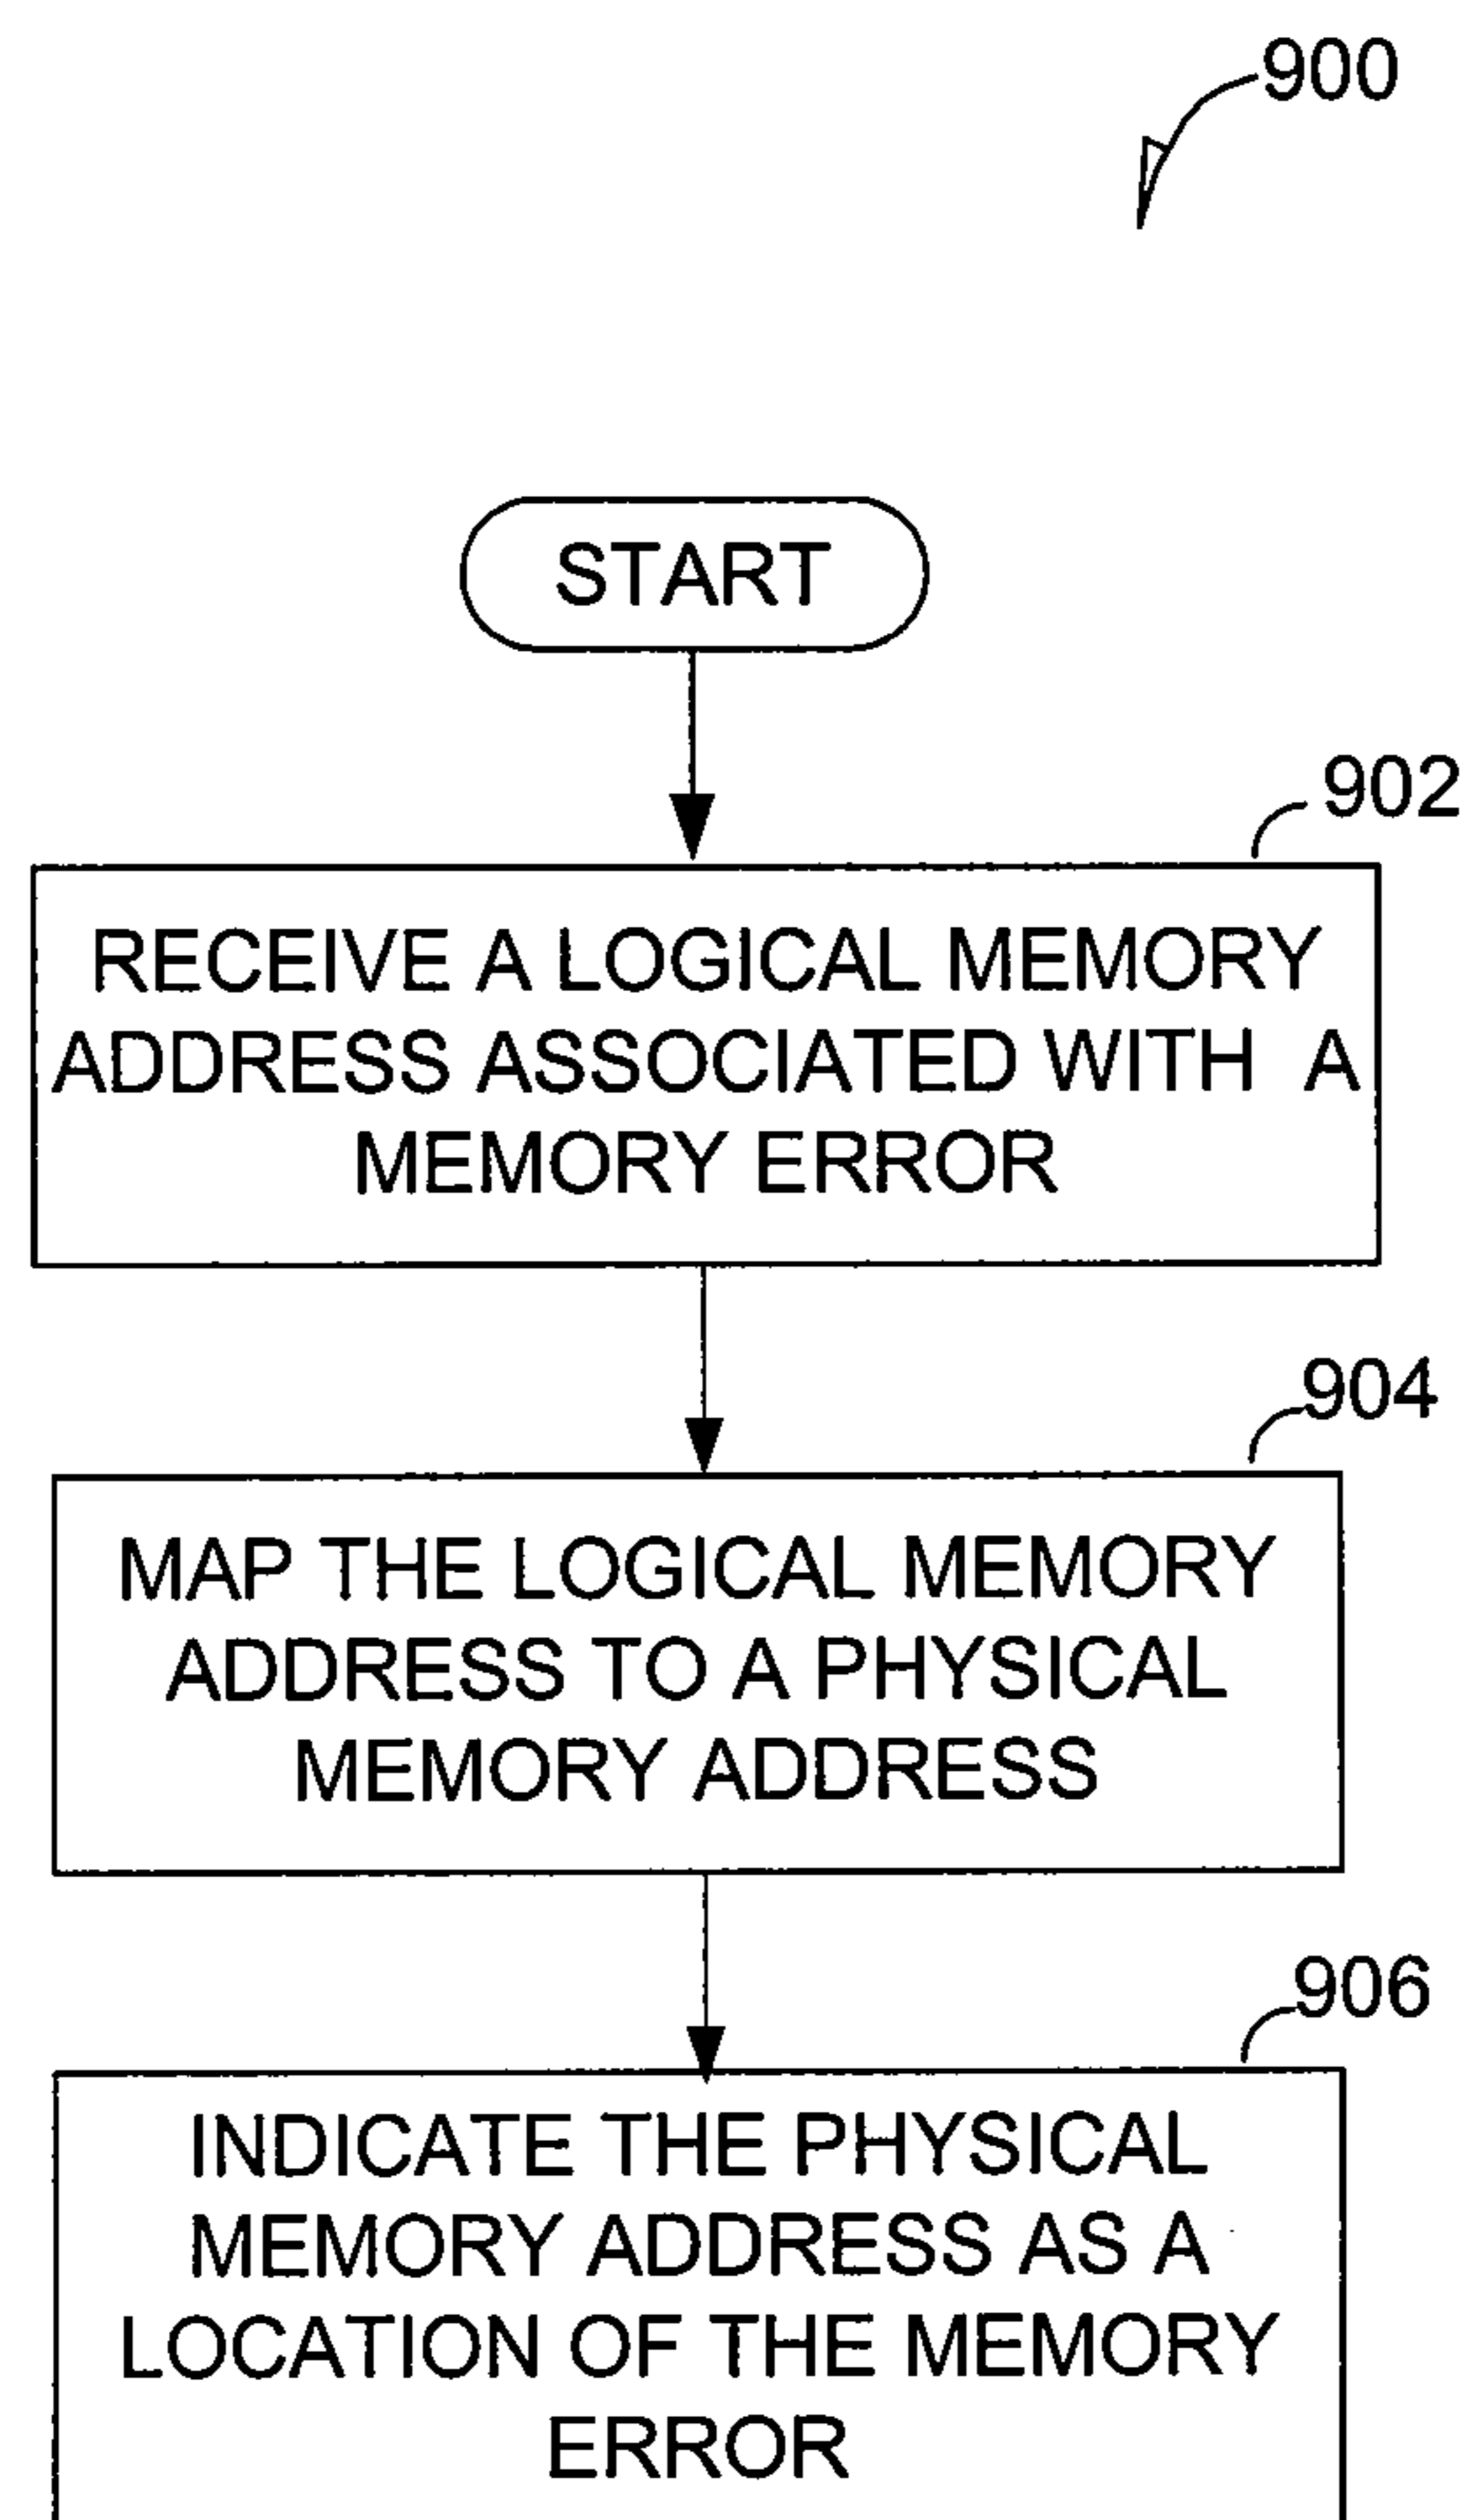 900
START
902
RECEIVE A LOGICAL MEMORY
ADDRESS ASSOCIATED WITH A
MEMORY ERROR
904
MAP THE LOGICAL MEMORY
ADDRESS TO A PHYSICAL
MEMORY ADDRESS
906
INDICATE THE PHYSICAL
MEMORY ADDRESS AS A
LOCATION OF THE MEMORY
ERROR